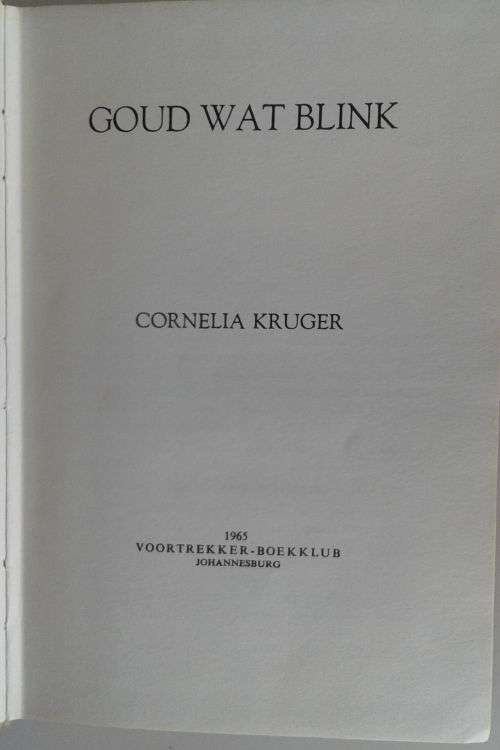 GOUD WAT BLINK
CORNELIA KRUGER
1965
VOORTREKKER-BOEKKLUB
JOHANNESBURG